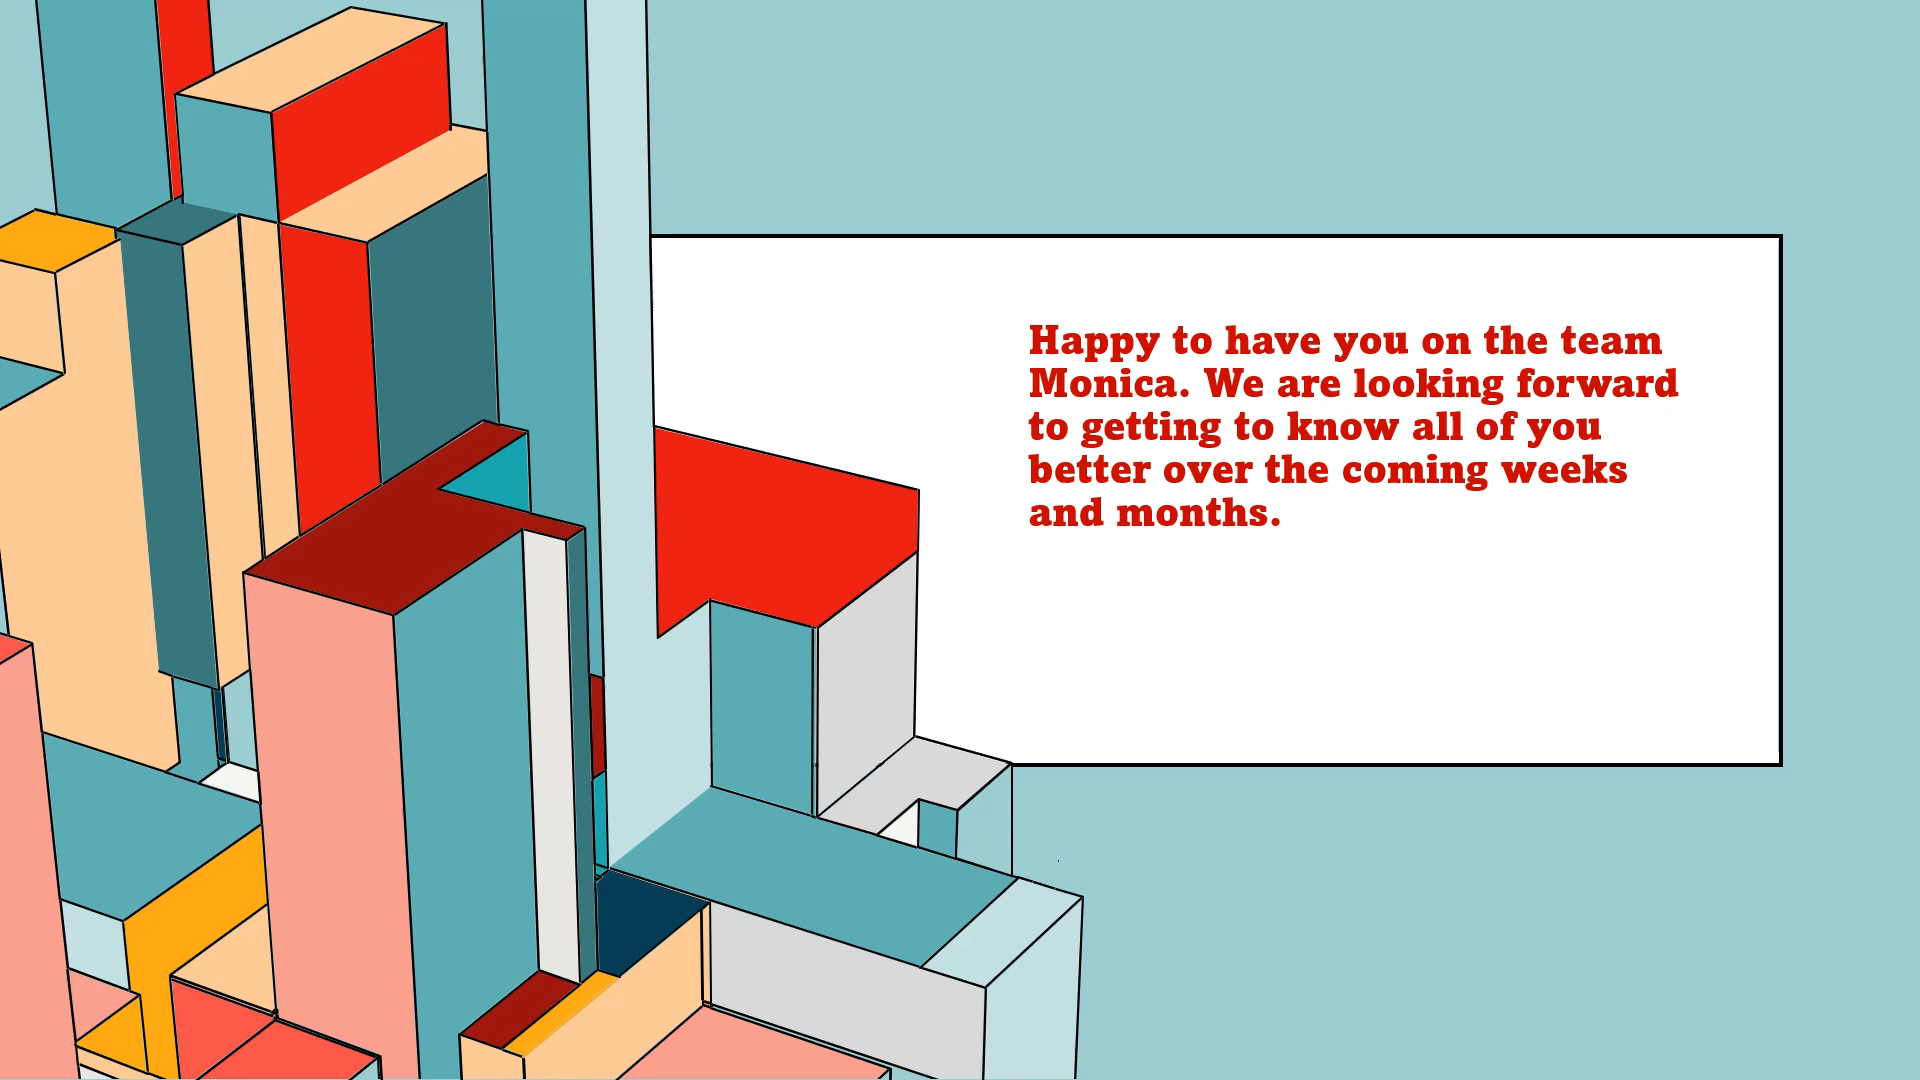 Happy to have you on the team
Monica. We are looking forward
to getting to know all of you
better over the coming weeks
and months.